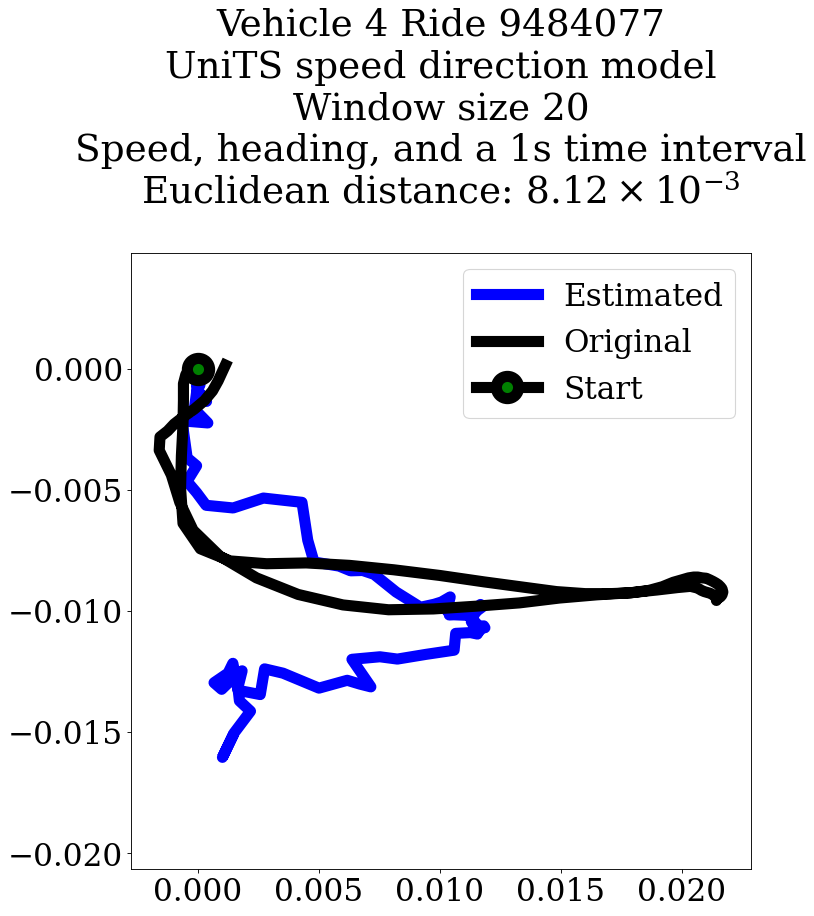 Vehicle 4 Ride 9484077
UniTS speed direction model
Window size 20
Speed, heading, and a 1s time interval
Euclidean distance: 8.12 × 10⁻³
Estimated
Original
Start
0.000
−0.005
−0.010
−0.015
−0.020
0.000 0.005 0.010 0.015 0.020